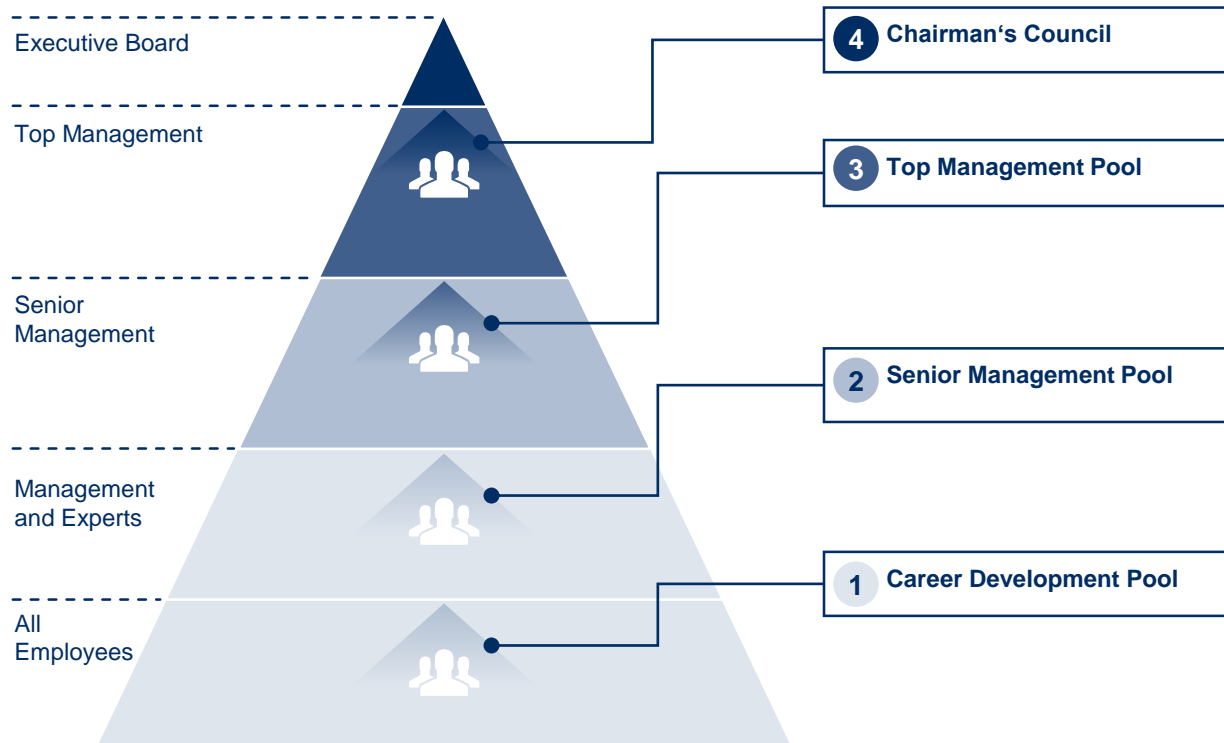 Executive Board
4 Chairman‘s Council
Top Management
3 Top Management Pool
Senior
Management
2 Senior Management Pool
Management
and Experts
1 Career Development Pool
All
Employees